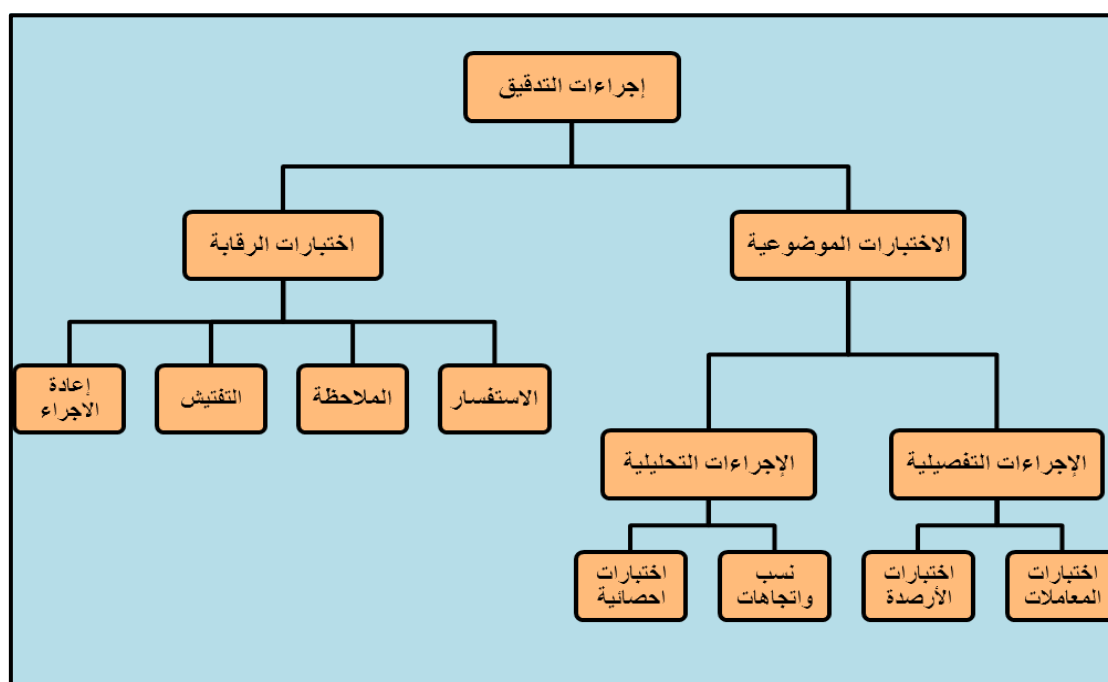 إجراءات التدقيق
الاختبارات الموضوعية
اختبارات الرقابة
الاستفسار
الملاحظة
التفتيش
إعادة
الاجراء
الإجراءات التفصيلية
الإجراءات التحليلية
اختبارات
المعاملات
اختبارات
الأرصدة
نسب
واتجاهات
اختبارات
احصائية